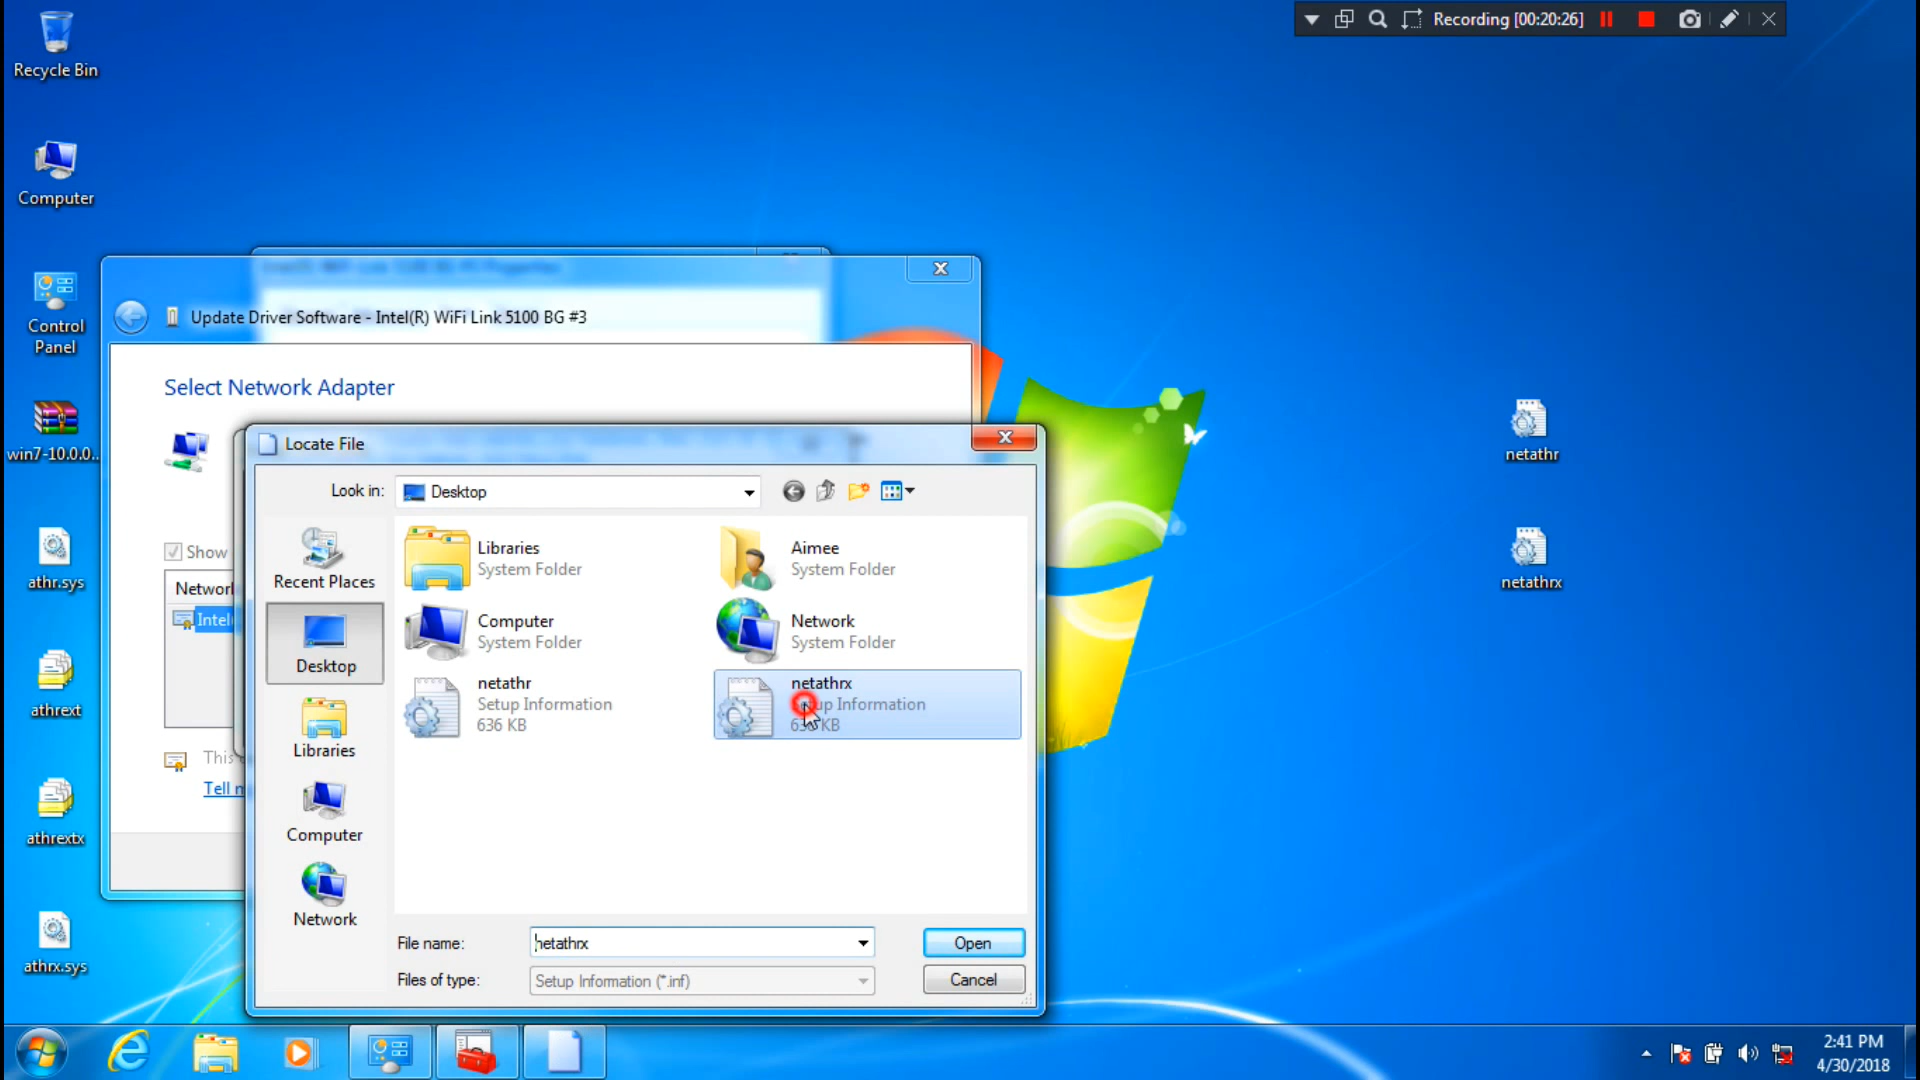 Recording [00:20:26]
Recycle Bin
Computer
Control
Panel
win7-10.0.0...
athr.sys
athrext
athrextx
athrx.sys
netathr
netathrx
Update Driver Software - Intel(R) WiFi Link 5100 BG #3
Select Network Adapter
Show
Network
Intel
This
Tell m
Locate File
Look in:
Desktop
Recent Places
Desktop
Libraries
Computer
Network
Libraries
System Folder
Aimee
System Folder
Computer
System Folder
Network
System Folder
netathr
Setup Information
636 KB
netathrx
Setup Information
636 KB
File name:
netathrx
Open
Files of type:
Setup Information (*.inf)
Cancel
2:41 PM
4/30/2018